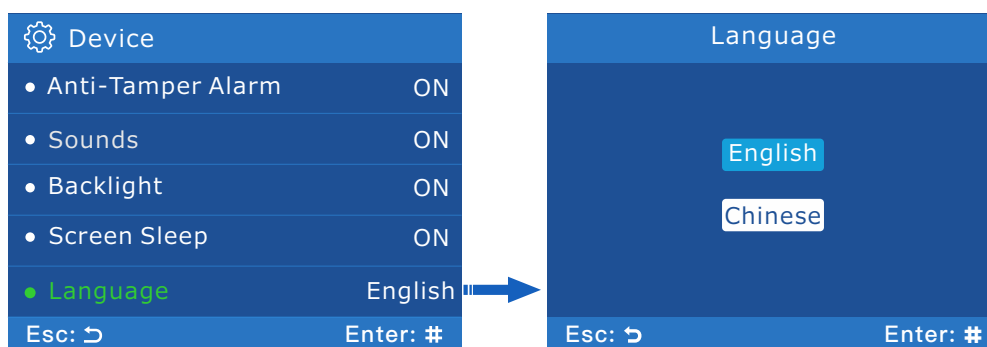 Device
Anti-Tamper Alarm ON
Sounds ON
Backlight ON
Screen Sleep ON
Language English
Esc: ⮌ Enter: #
Language
English
Chinese
Esc: ⮌ Enter: #